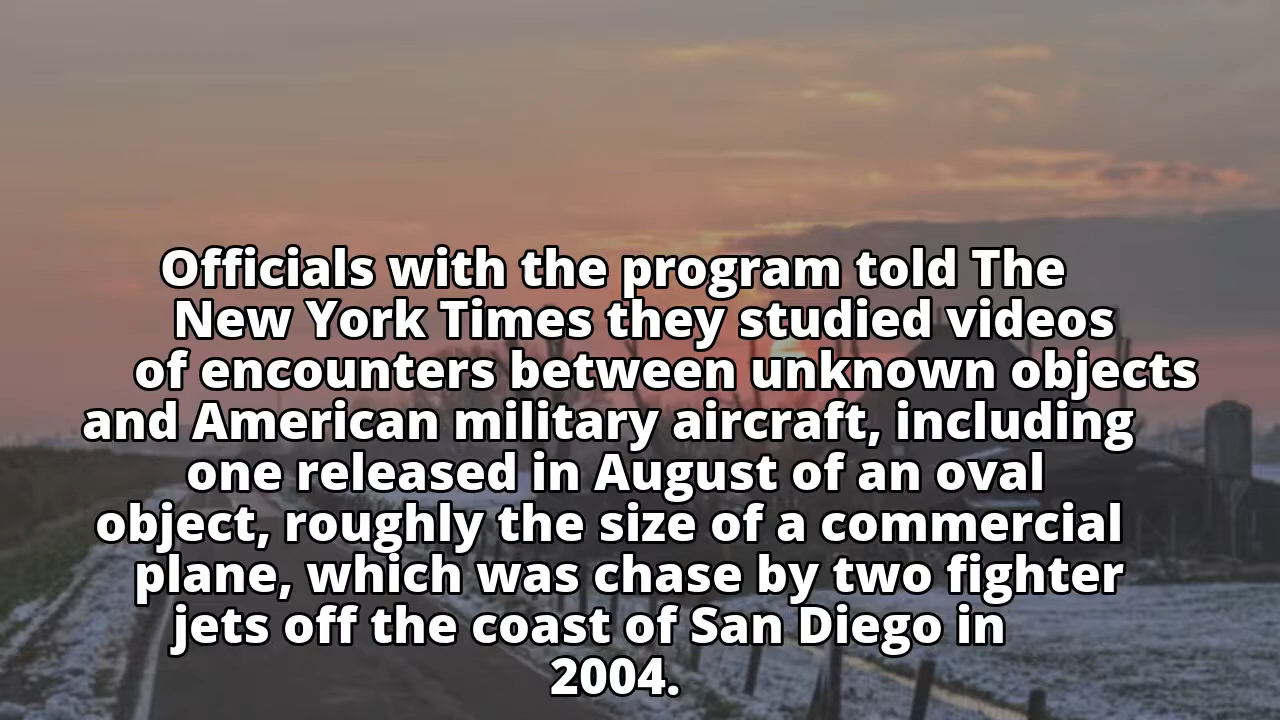 Officials with the program told The
New York Times they studied videos
of encounters between unknown objects
and American military aircraft, including
one released in August of an oval
object, roughly the size of a commercial
plane, which was chase by two fighter
jets off the coast of San Diego in
2004.